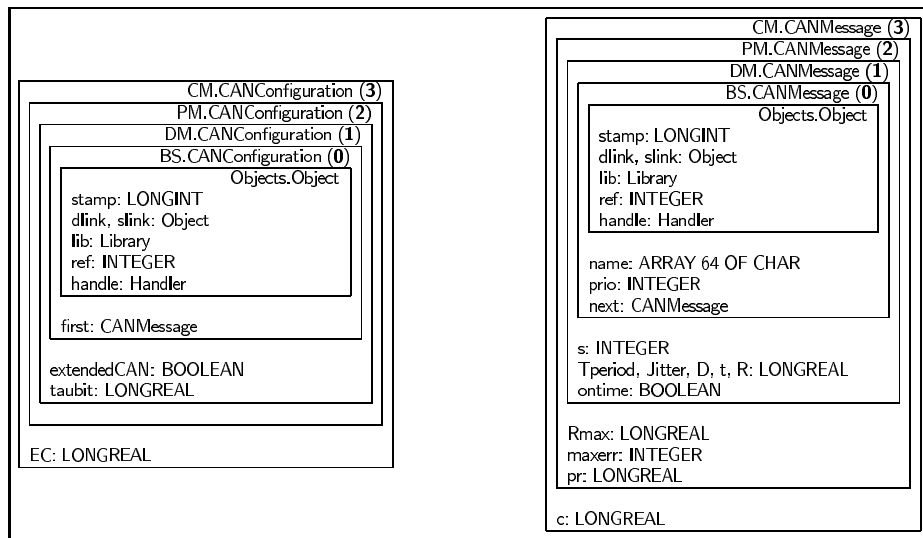 CM.CANConfiguration (3)
PM.CANConfiguration (2)
DM.CANConfiguration (1)
BS.CANConfiguration (0)
Objects.Object
stamp: LONGINT
dlink, slink: Object
lib: Library
ref: INTEGER
handle: Handler
first: CANMessage
extendedCAN: BOOLEAN
taubit: LONGREAL
EC: LONGREAL
CM.CANMessage (3)
PM.CANMessage (2)
DM.CANMessage (1)
BS.CANMessage (0)
Objects.Object
stamp: LONGINT
dlink, slink: Object
lib: Library
ref: INTEGER
handle: Handler
name: ARRAY 64 OF CHAR
prio: INTEGER
next: CANMessage
s: INTEGER
Tperiod, Jitter, D, t, R: LONGREAL
ontime: BOOLEAN
Rmax: LONGREAL
maxerr: INTEGER
pr: LONGREAL
c: LONGREAL